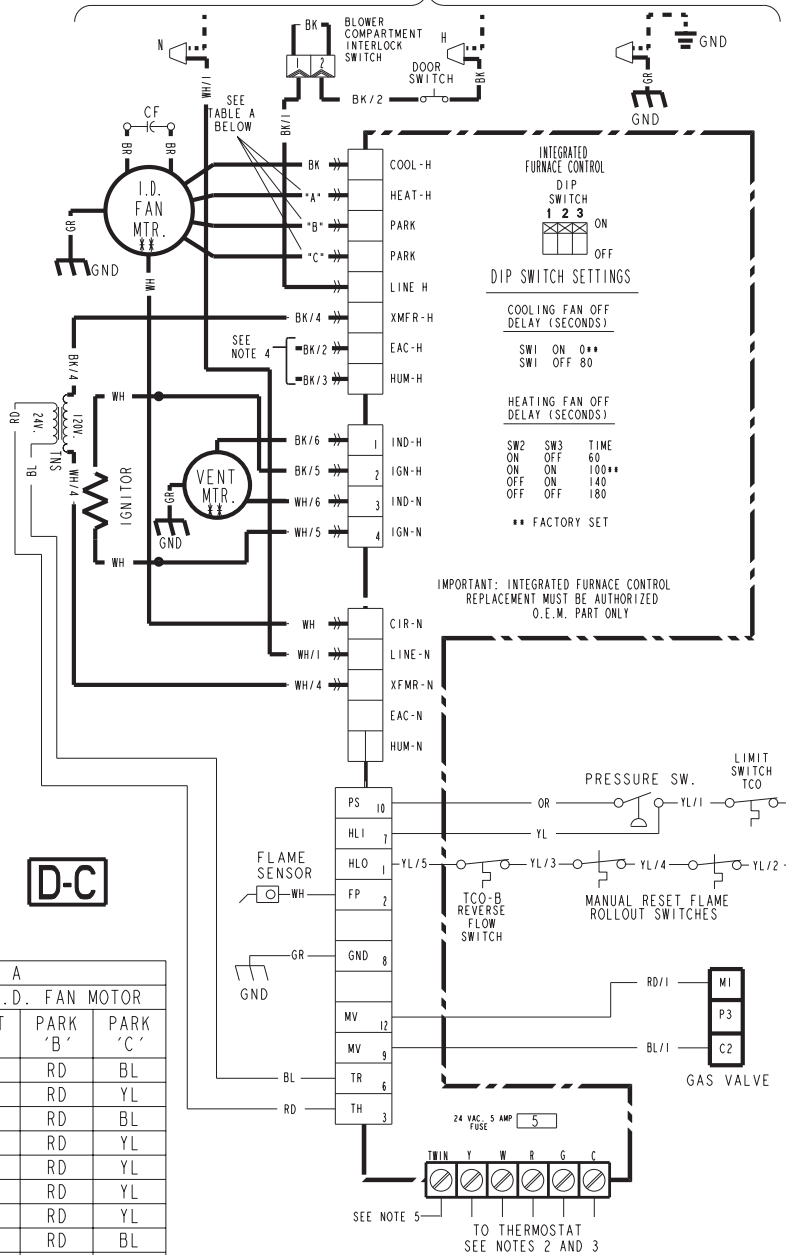 BK
BLOWER
COMPARTMENT
INTERLOCK
SWITCH
N
H
GND
DOOR
SWITCH
1 2
WH/1
BK
GR
GND
BK/2
CF
SEE
TABLE A
BELOW
BK/1
BR
BR
INTEGRATED
FURNACE CONTROL
DIP
SWITCH
1 2 3
ON
OFF
I.D.
FAN
MTR.
BK
COOL-H
"A"
HEAT-H
"B"
PARK
"C"
PARK
LINE H
GR
GND
WH
BK/4
XMFR-H
SEE
NOTE 4
BK/2
EAC-H
BK/3
HUM-H
DIP SWITCH SETTINGS
COOLING FAN OFF
DELAY (SECONDS)
SW1 ON 0**
SW1 OFF 80
HEATING FAN OFF
DELAY (SECONDS)
SW2 SW3 TIME
ON OFF 60
ON ON 100**
OFF ON 140
OFF OFF 180
** FACTORY SET
BK/4
RD
24V.
120V.
TNS
BL
WH/4
WH
IGNITOR
WH
VENT
MTR.
GR
GND
BK/6
1
IND-H
BK/5
2
IGN-H
WH/6
3
IND-N
WH/5
4
IGN-N
IMPORTANT: INTEGRATED FURNACE CONTROL
REPLACEMENT MUST BE AUTHORIZED
O.E.M. PART ONLY
WH
CIR-N
WH/1
LINE-N
WH/4
XFMR-N
EAC-N
HUM-N
PS 10
OR
PRESSURE SW.
YL/1
LIMIT
SWITCH
TCO
HLI 7
YL
HLO 1
YL/5
YL/3
YL/4
YL/2
TCO-B
REVERSE
FLOW
SWITCH
MANUAL RESET FLAME
ROLLOUT SWITCHES
FLAME
SENSOR
WH
FP 2
GR
GND 8
GND
D-C
MV 12
RD/1
M1
P3
MV 9
BL/1
C2
GAS VALVE
BL
TR 6
RD
TH 3
24 VAC. 5 AMP
FUSE
5
TWIN Y W R G C
SEE NOTE 5
TO THERMOSTAT
SEE NOTES 2 AND 3
A
.D. FAN MOTOR
T
PARK
'B'
PARK
'C'
RD BL
RD YL
RD BL
RD YL
RD YL
RD YL
RD YL
RD BL